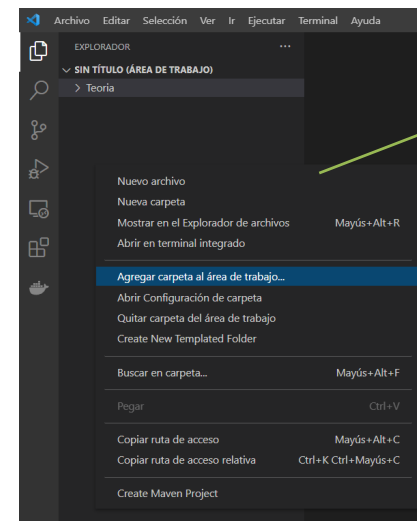 Archivo Editar Selección Ver Ir Ejecutar Terminal Ayuda
EXPLORADOR
SIN TÍTULO (ÁREA DE TRABAJO)
Teoria
Nuevo archivo
Nueva carpeta
Mostrar en el Explorador de archivos Mayús+Alt+R
Abrir en terminal integrado
Agregar carpeta al área de trabajo...
Abrir Configuración de carpeta
Quitar carpeta del área de trabajo
Create New Templated Folder
Buscar en carpeta... Mayús+Alt+F
Pegar Ctrl+V
Copiar ruta de acceso Mayús+Alt+C
Copiar ruta de acceso relativa Ctrl+K Ctrl+Mayús+C
Create Maven Project